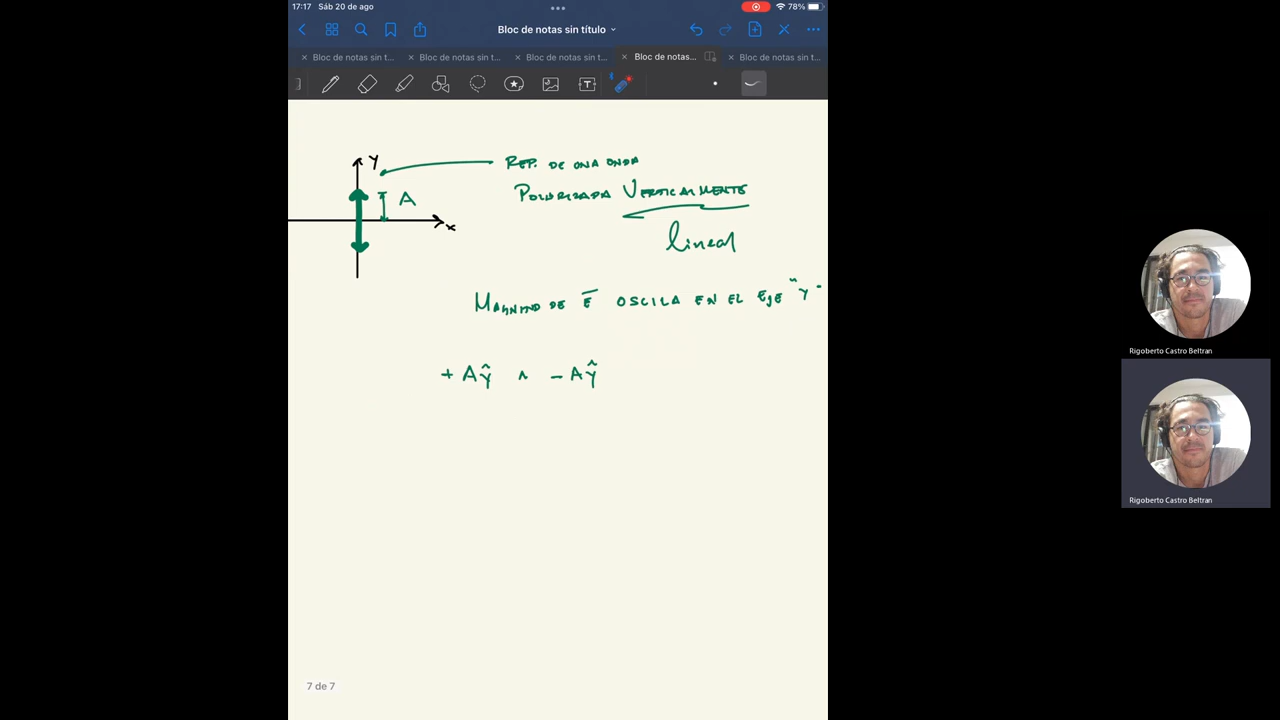 17:17 Sáb 20 de ago
78%
Bloc de notas sin título
Bloc de notas sin t...
Bloc de notas sin t...
Bloc de notas sin t...
Bloc de notas...
Bloc de notas sin t...
Y
A
x
REP. DE UNA ONDA
POLARIZADA VERTICALMENTE
lineal
MAGNITUD DE E̅ OSCILA EN EL EJE "Y"
+ Aŷ ʌ - Aŷ
7 de 7
Rigoberto Castro Beltran
Rigoberto Castro Beltran